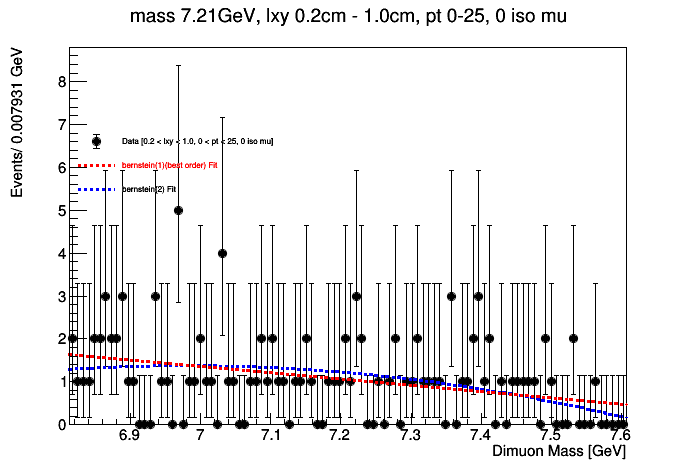 mass 7.21GeV, lxy 0.2cm - 1.0cm, pt 0-25, 0 iso mu
Events/ 0.007931 GeV
8
7
6
5
4
3
2
1
0
Data [0.2 < lxy < 1.0, 0 < pt < 25, 0 iso mu]
bernstein(1)(best order) Fit
bernstein(2) Fit
6.9 7 7.1 7.2 7.3 7.4 7.5 7.6
Dimuon Mass [GeV]